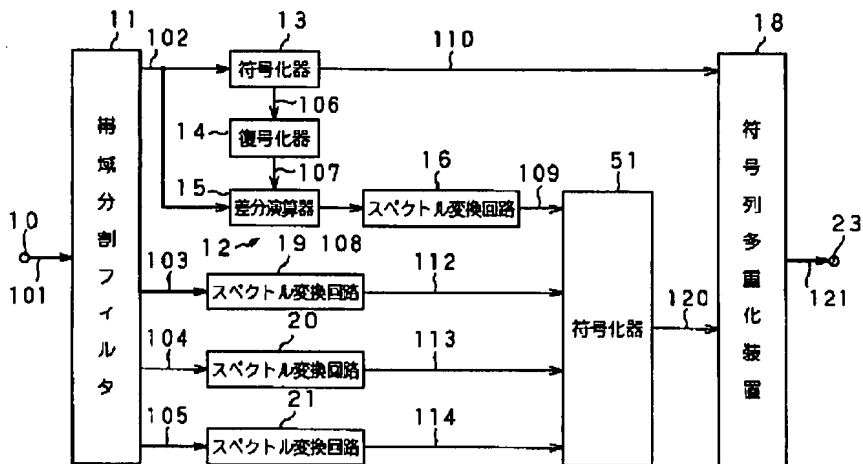 11
102
13
110
18
符号化器
106
14
復号化器
107
15
差分演算器
16
スペクトル変換回路
109
51
12
108
10
101
帯域分割フィルタ
103
19
スペクトル変換回路
112
符号化器
120
符号列多重化装置
23
121
104
20
スペクトル変換回路
113
105
21
スペクトル変換回路
114